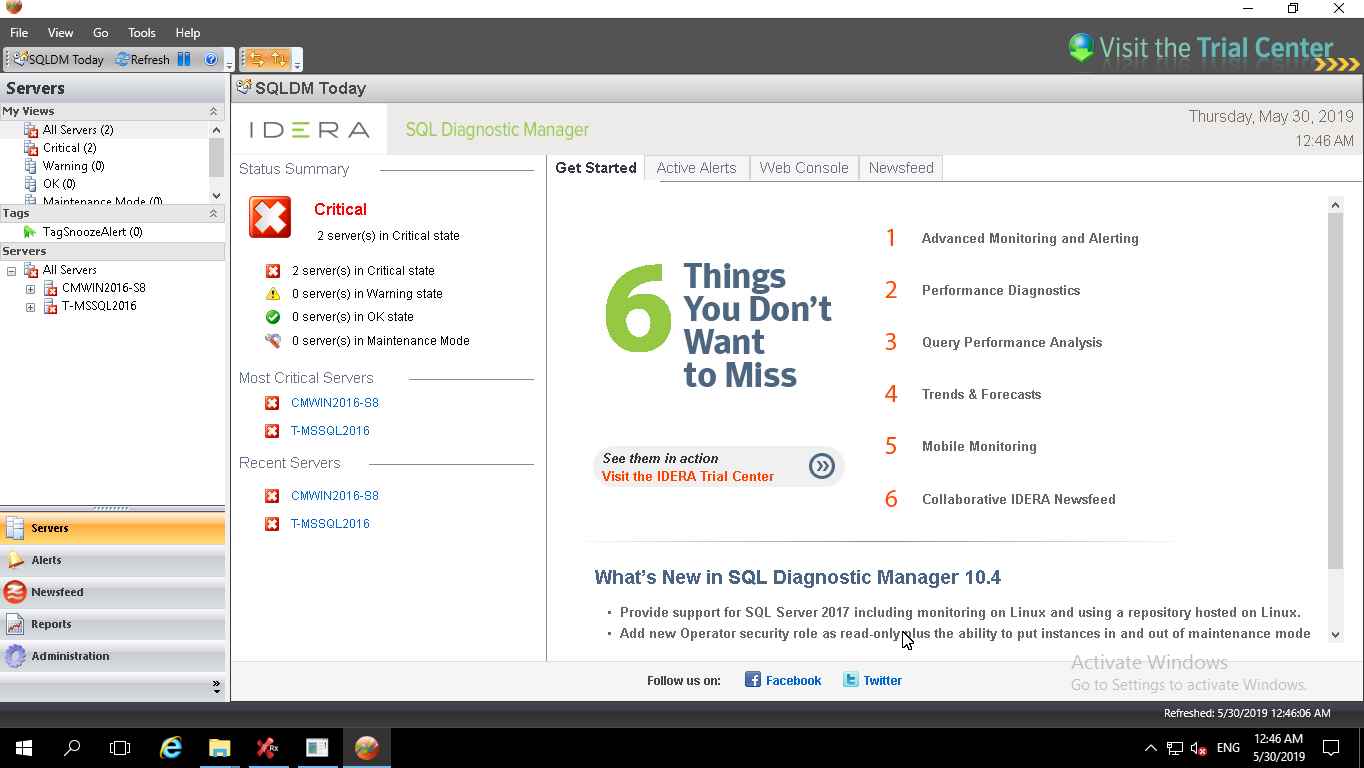 File View Go Tools Help
SQLDM Today Refresh
Visit the Trial Center
Servers
My Views
All Servers (2)
Critical (2)
Warning (0)
OK (0)
Maintenance Mode (0)
Tags
TagSnoozeAlert (0)
Servers
All Servers
CMWIN2016-S8
T-MSSQL2016
Servers
Alerts
Newsfeed
Reports
Administration
SQLDM Today
IDERA SQL Diagnostic Manager
Thursday, May 30, 2019
12:46 AM
Status Summary
Critical
2 server(s) in Critical state
2 server(s) in Critical state
0 server(s) in Warning state
0 server(s) in OK state
0 server(s) in Maintenance Mode
Most Critical Servers
CMWIN2016-S8
T-MSSQL2016
Recent Servers
CMWIN2016-S8
T-MSSQL2016
Get Started Active Alerts Web Console Newsfeed
6 Things
You Don't
Want
to Miss
See them in action
Visit the IDERA Trial Center
1 Advanced Monitoring and Alerting
2 Performance Diagnostics
3 Query Performance Analysis
4 Trends & Forecasts
5 Mobile Monitoring
6 Collaborative IDERA Newsfeed
What's New in SQL Diagnostic Manager 10.4
• Provide support for SQL Server 2017 including monitoring on Linux and using a repository hosted on Linux.
• Add new Operator security role as read-only plus the ability to put instances in and out of maintenance mode
Follow us on: Facebook Twitter
Activate Windows
Go to Settings to activate Windows.
Refreshed: 5/30/2019 12:46:06 AM
Rx
ENG
12:46 AM
5/30/2019